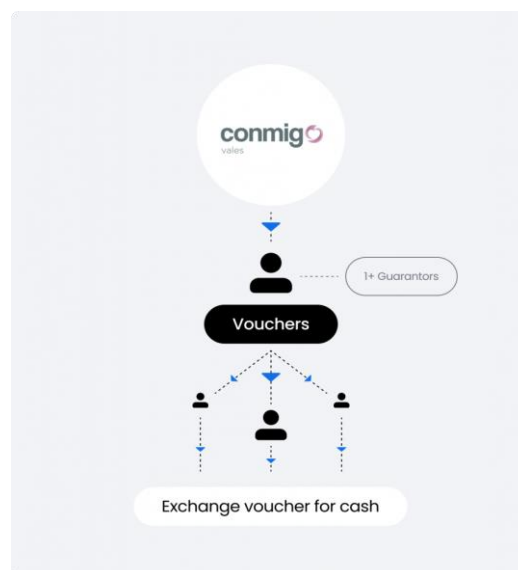 conmigo
vales
1+ Guarantors
Vouchers
Exchange voucher for cash